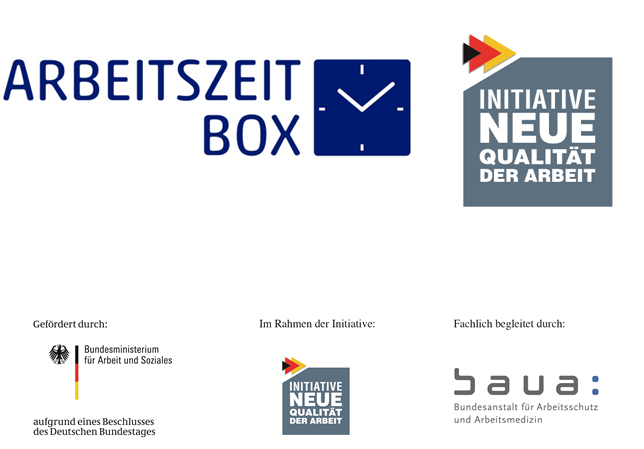 ARBEITSZEIT
BOX
INITIATIVE
NEUE
QUALITÄT
DER ARBEIT
Gefördert durch:
Bundesministerium
für Arbeit und Soziales
aufgrund eines Beschlusses
des Deutschen Bundestages
Im Rahmen der Initiative:
INITIATIVE
NEUE
QUALITÄT
DER ARBEIT
Fachlich begleitet durch:
baua:
Bundesanstalt für Arbeitsschutz
und Arbeitsmedizin